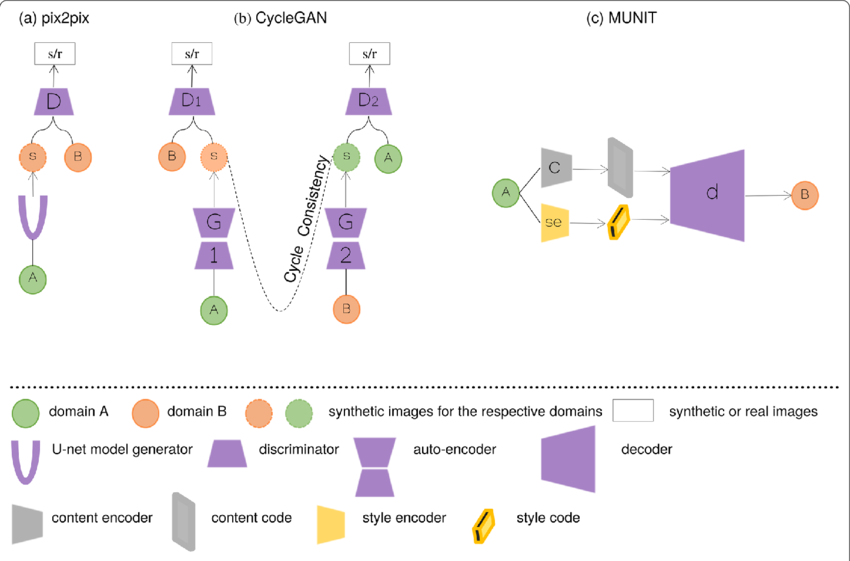 (a) pix2pix
(b) CycleGAN
(c) MUNIT
s/r
s/r
s/r
D
D1
D2
s
B
B
s
s
A
A
C
d
B
se
Cycle Consistency
G
1
G
2
A
A
B
domain A
domain B
synthetic images for the respective domains
synthetic or real images
U-net model generator
discriminator
auto-encoder
decoder
content encoder
content code
style encoder
style code